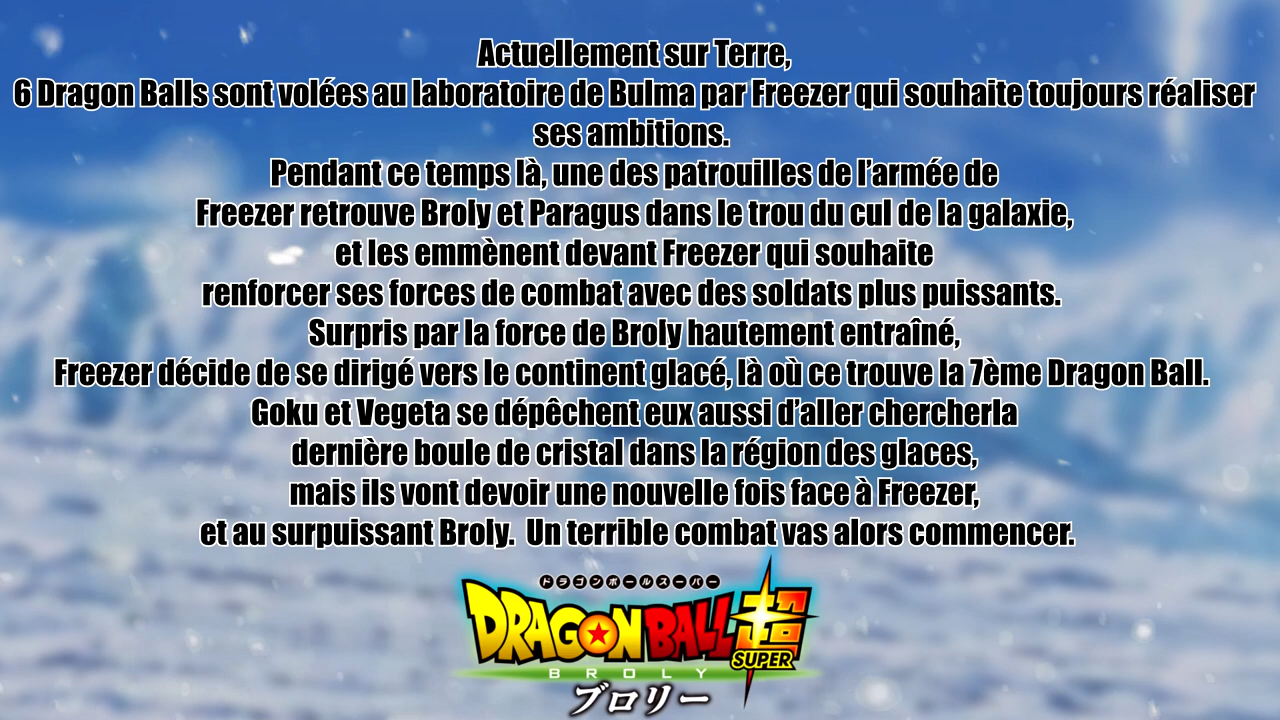 Actuellement sur Terre,
6 Dragon Balls sont volées au laboratoire de Bulma par Freezer qui souhaite toujours réaliser
ses ambitions.
Pendant ce temps là, une des patrouilles de l'armée de
Freezer retrouve Broly et Paragus dans le trou du cul de la galaxie,
et les emmènent devant Freezer qui souhaite
renforcer ses forces de combat avec des soldats plus puissants.
Surpris par la force de Broly hautement entraîné,
Freezer décide de se dirigé vers le continent glacé, là où ce trouve la 7ème Dragon Ball.
Goku et Vegeta se dépêchent eux aussi d'aller chercherla
dernière boule de cristal dans la région des glaces,
mais ils vont devoir une nouvelle fois face à Freezer,
et au surpuissant Broly.  Un terrible combat vas alors commencer.
ドラゴンボールスーパー
DRAGON BALL 超
SUPER
BROLY
ブロリー